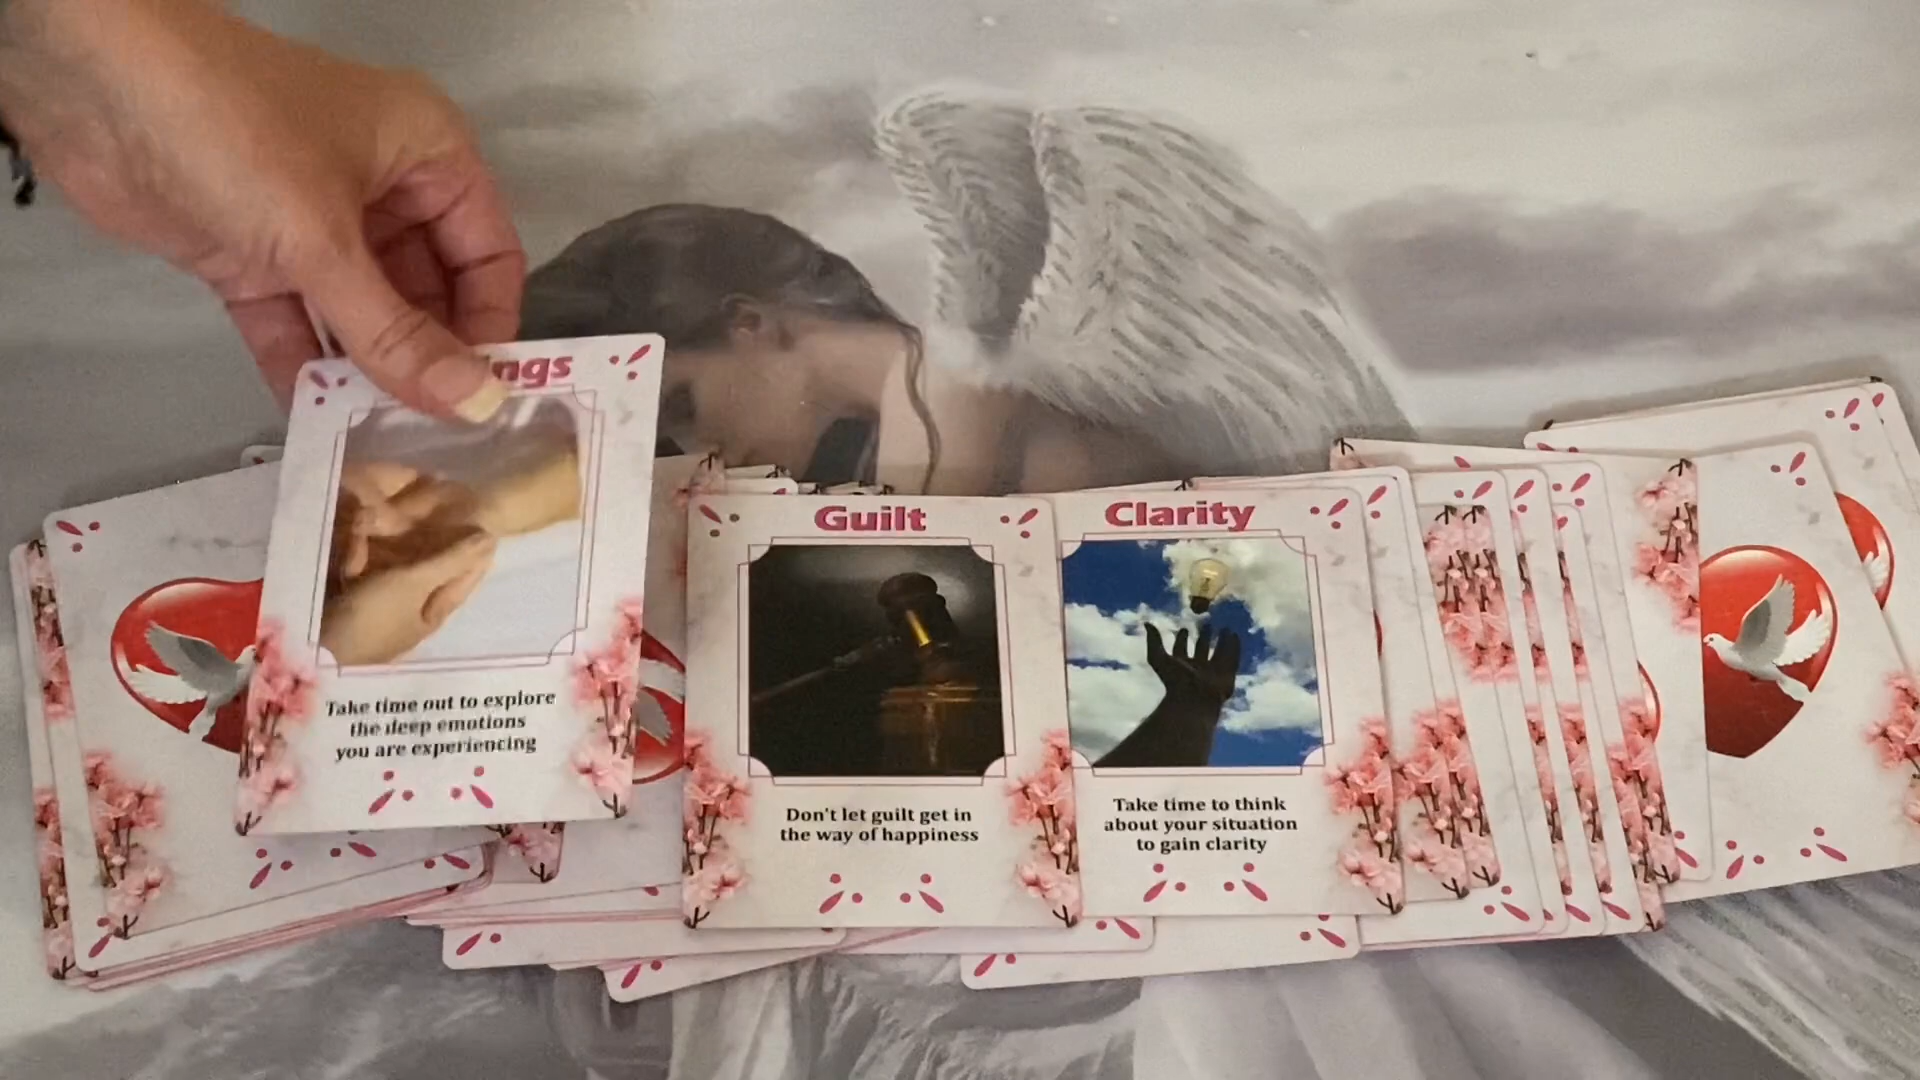 ings
Take time out to explore
the deep emotions
you are experiencing
Guilt
Don't let guilt get in
the way of happiness
Clarity
Take time to think
about your situation
to gain clarity